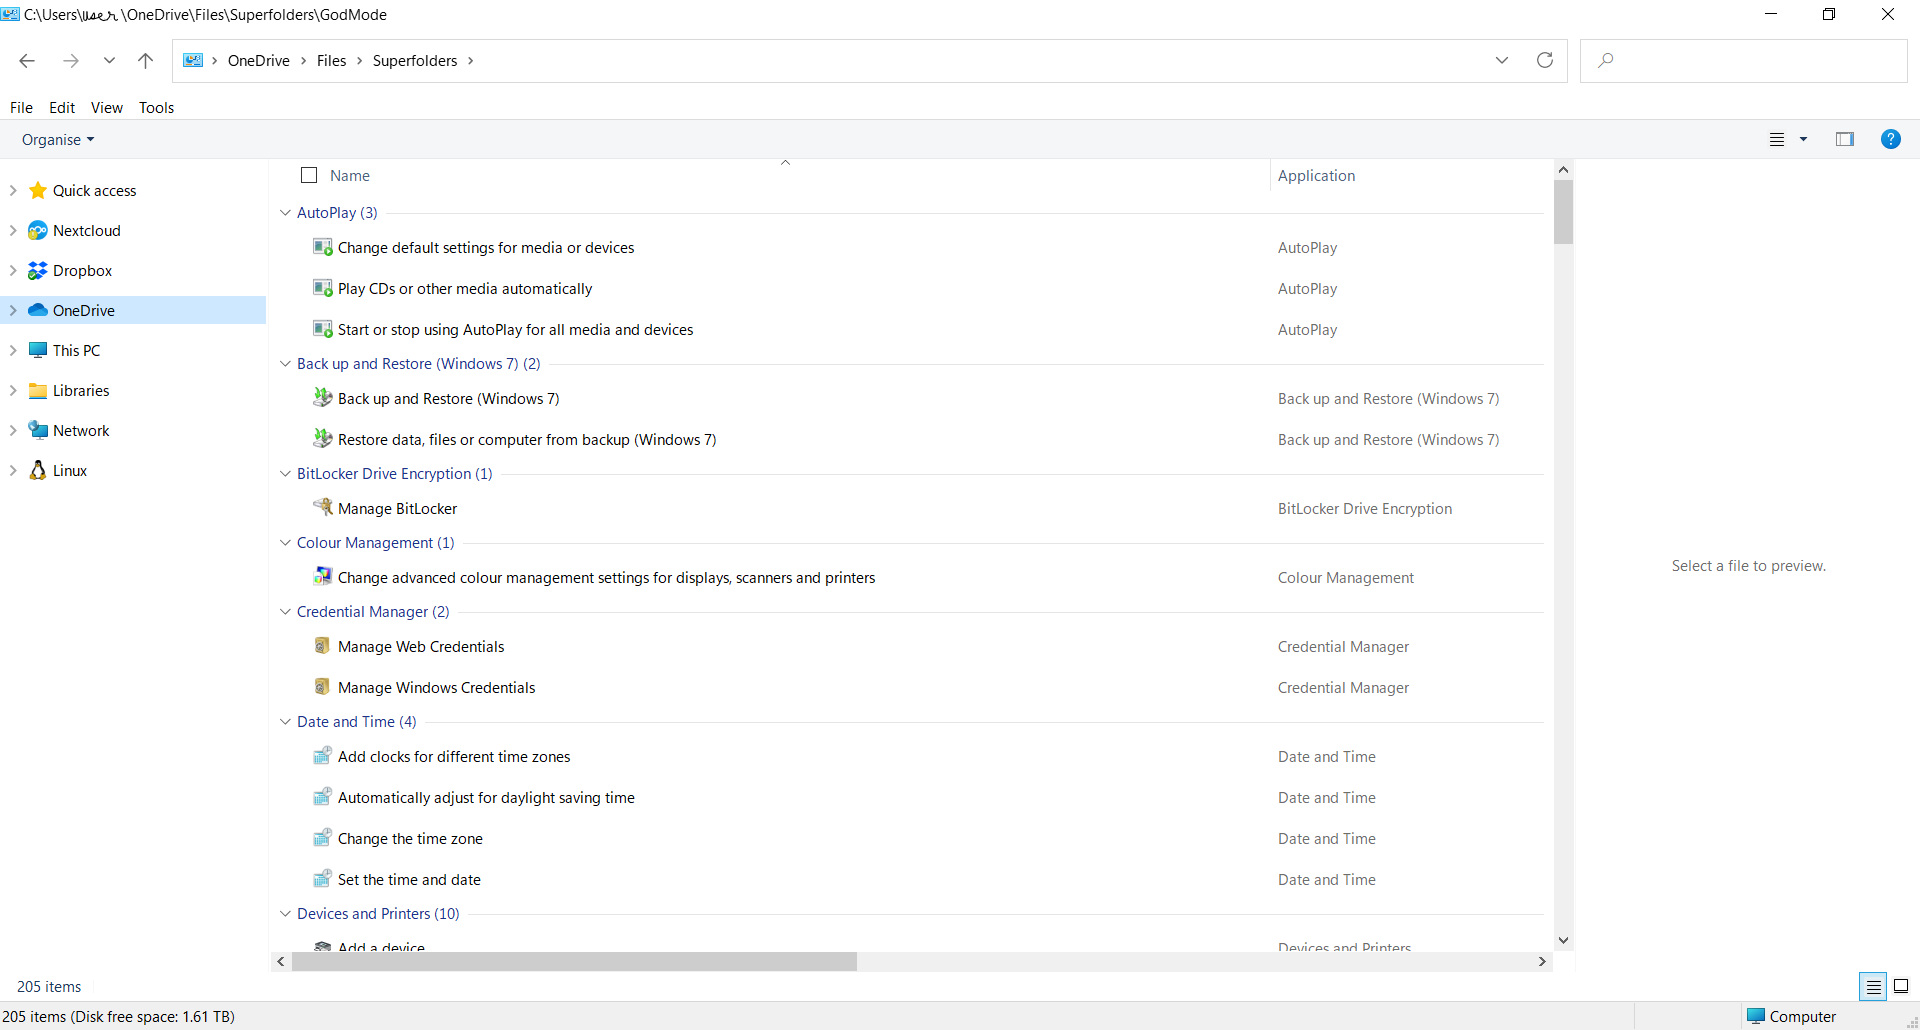 C:\Users\user\OneDrive\Files\Superfolders\GodMode
OneDrive > Files > Superfolders >
File Edit View Tools
Organise
Quick access
Nextcloud
Dropbox
OneDrive
This PC
Libraries
Network
Linux
Name Application
AutoPlay (3)
Change default settings for media or devices AutoPlay
Play CDs or other media automatically AutoPlay
Start or stop using AutoPlay for all media and devices AutoPlay
Back up and Restore (Windows 7) (2)
Back up and Restore (Windows 7) Back up and Restore (Windows 7)
Restore data, files or computer from backup (Windows 7) Back up and Restore (Windows 7)
BitLocker Drive Encryption (1)
Manage BitLocker BitLocker Drive Encryption
Colour Management (1)
Change advanced colour management settings for displays, scanners and printers Colour Management
Credential Manager (2)
Manage Web Credentials Credential Manager
Manage Windows Credentials Credential Manager
Date and Time (4)
Add clocks for different time zones Date and Time
Automatically adjust for daylight saving time Date and Time
Change the time zone Date and Time
Set the time and date Date and Time
Devices and Printers (10)
Add a device Devices and Printers
Select a file to preview.
205 items
205 items (Disk free space: 1.61 TB) Computer